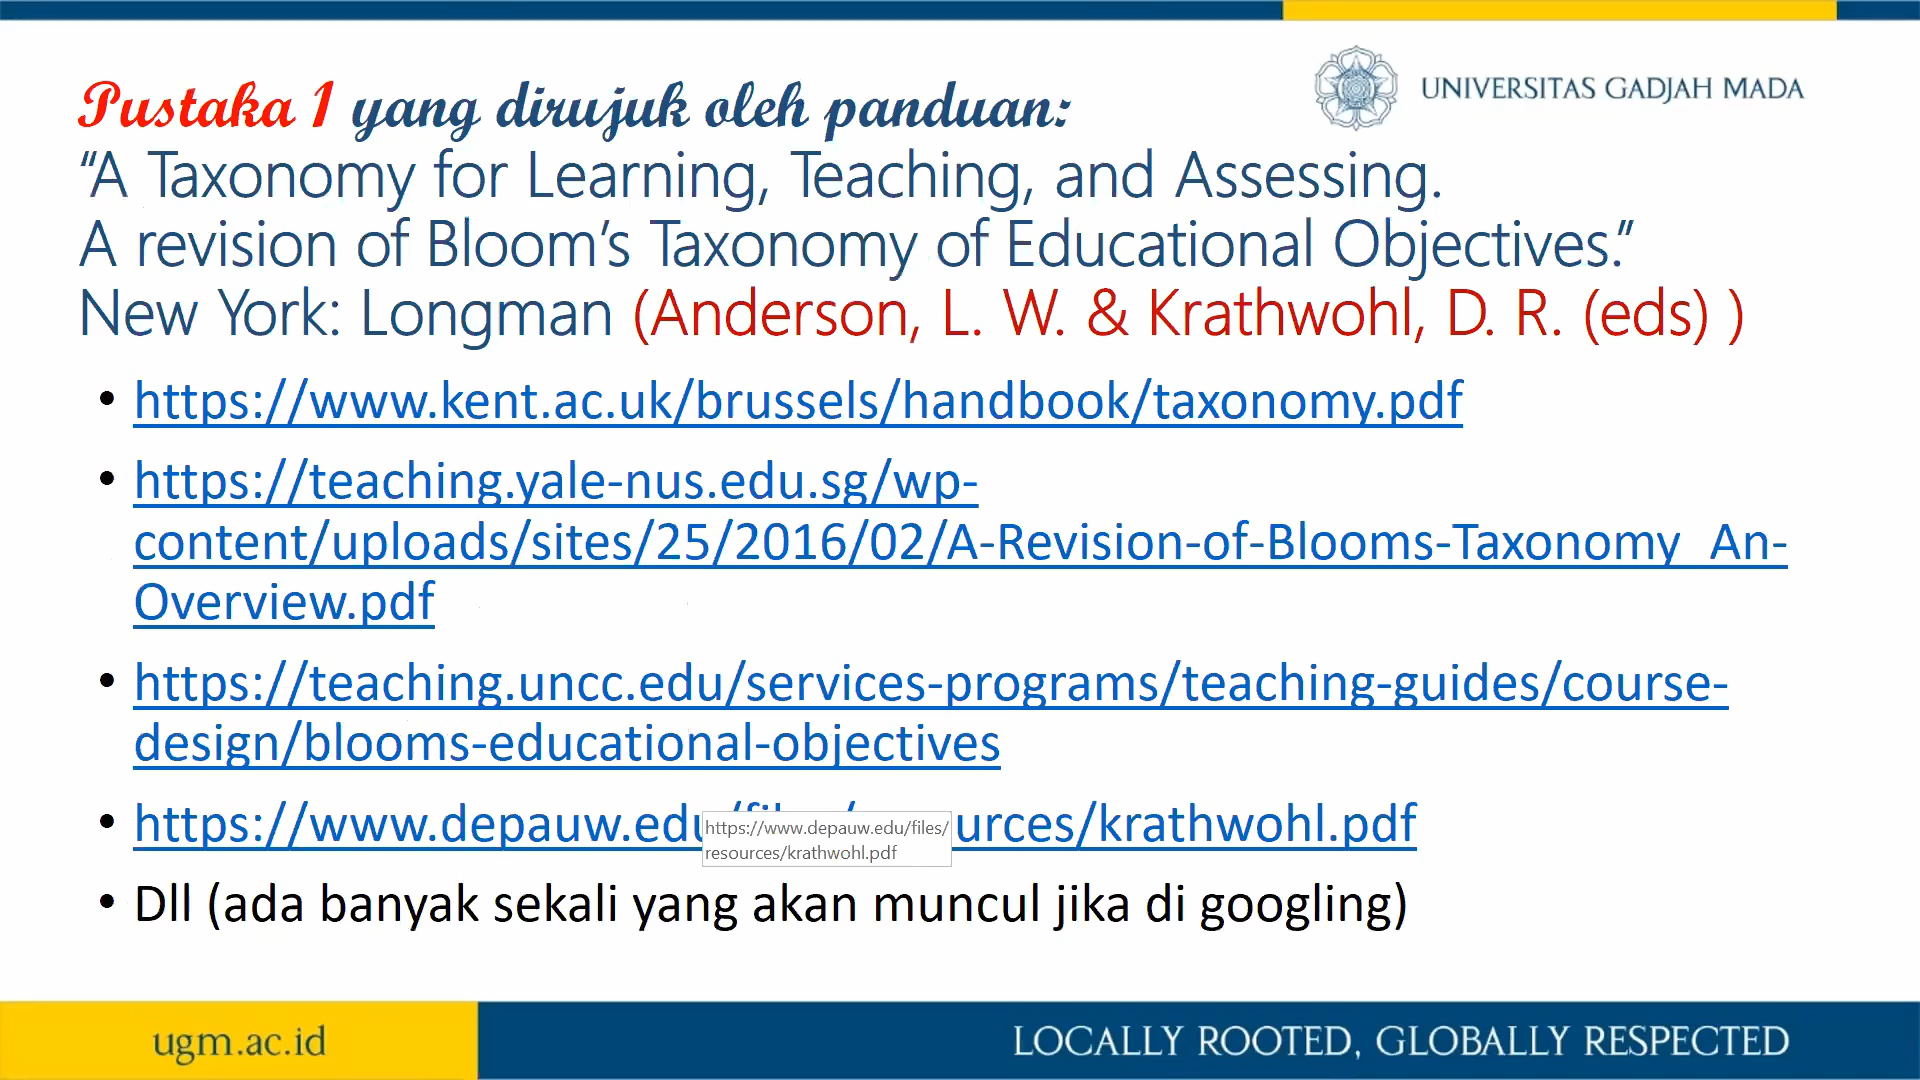 UNIVERSITAS GADJAH MADA
Pustaka 1 yang dirujuk oleh panduan:
“A Taxonomy for Learning, Teaching, and Assessing.
A revision of Bloom’s Taxonomy of Educational Objectives.”
New York: Longman (Anderson, L. W. & Krathwohl, D. R. (eds) )
• https://www.kent.ac.uk/brussels/handbook/taxonomy.pdf
• https://teaching.yale-nus.edu.sg/wp-
content/uploads/sites/25/2016/02/A-Revision-of-Blooms-Taxonomy_An-
Overview.pdf
• https://teaching.uncc.edu/services-programs/teaching-guides/course-
design/blooms-educational-objectives
• https://www.depauw.edu/files/resources/krathwohl.pdf
https://www.depauw.edu/files/
resources/krathwohl.pdf
• Dll (ada banyak sekali yang akan muncul jika di googling)
ugm.ac.id
LOCALLY ROOTED, GLOBALLY RESPECTED